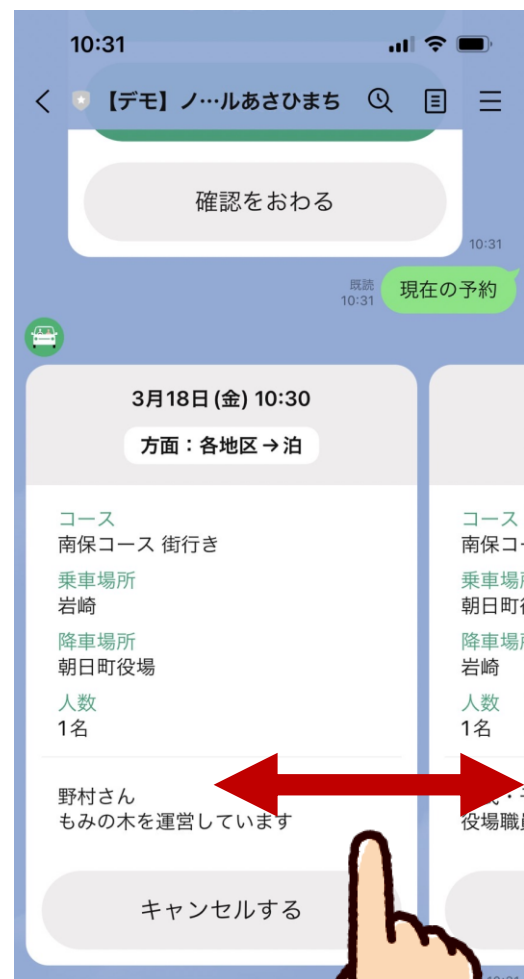 10:31
【デモ】ノ…ルあさひまち
確認をおわる
10:31
既読
10:31
現在の予約
3月18日(金) 10:30
方面：各地区→泊
コース
南保コース 街行き
乗車場所
岩崎
降車場所
朝日町役場
人数
1名
野村さん
もみの木を運営しています
キャンセルする
コース
南保コー
乗車場所
朝日町
降車場所
岩崎
人数
1名
役場職